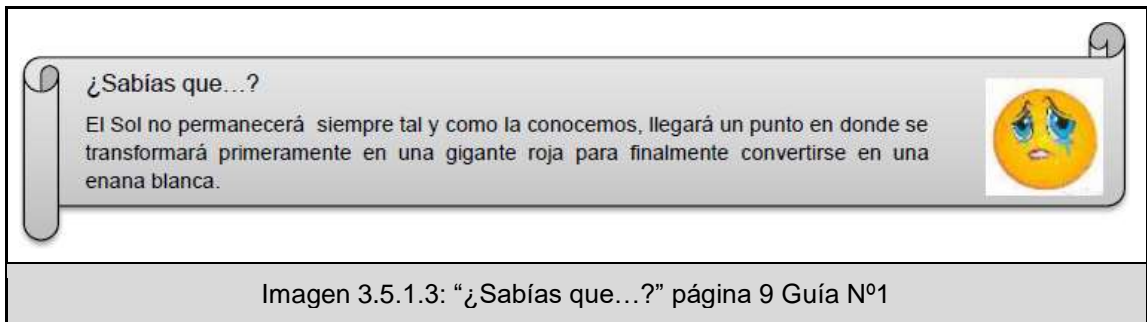 ¿Sabías que…?
El Sol no permanecerá siempre tal y como la conocemos, llegará un punto en donde se
transformará primeramente en una gigante roja para finalmente convertirse en una
enana blanca.
Imagen 3.5.1.3: “¿Sabías que…?” página 9 Guía Nº1